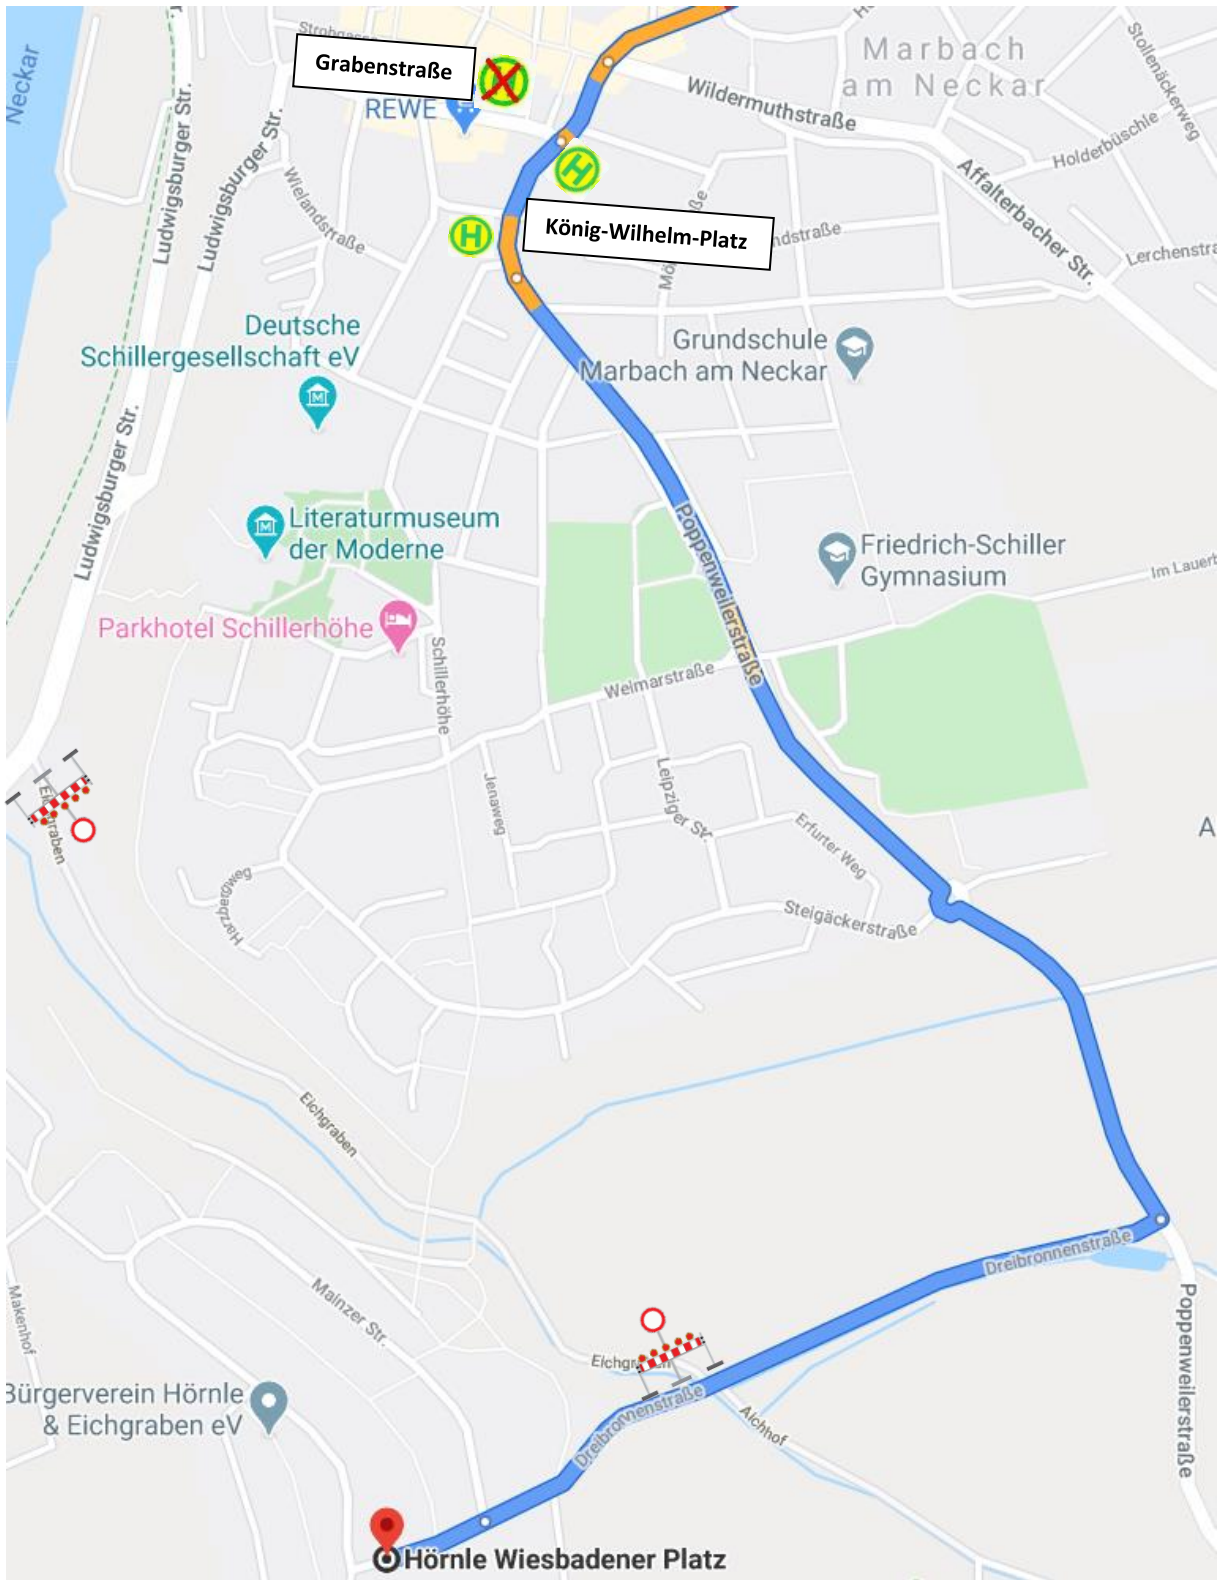 Strobgasse
Grabenstraße
REWE
Neckar
Ludwigsburger Str.
Ludwigsburger Str.
Wielandstraße
Marbach
am Neckar
Stollenäckerweg
Wildermuthstraße
Holderbüschle
Affalterbacher Str.
H
H
König-Wilhelm-Platz
ndstraße
Lerchenstra
Deutsche
Schillergesellschaft eV
Grundschule
Marbach am Neckar
Ludwigsburger Str.
Literaturmuseum
der Moderne
Poppenweilerstraße
Friedrich-Schiller
Gymnasium
Im Lauerb
Parkhotel Schillerhöhe
Schillerhöhe
Weimarstraße
Eichgraben
Jenaweg
Leipziger Str.
Erfurter Weg
A
Harzbergweg
Steigäckerstraße
Eichgraben
Dreibronnenstraße
Makenhof
Mainzer Str.
Poppenweilerstraße
Eichgraben
Bürgerverein Hörnle
& Eichgraben eV
Dreibronnenstraße
Aichhof
Hörnle Wiesbadener Platz